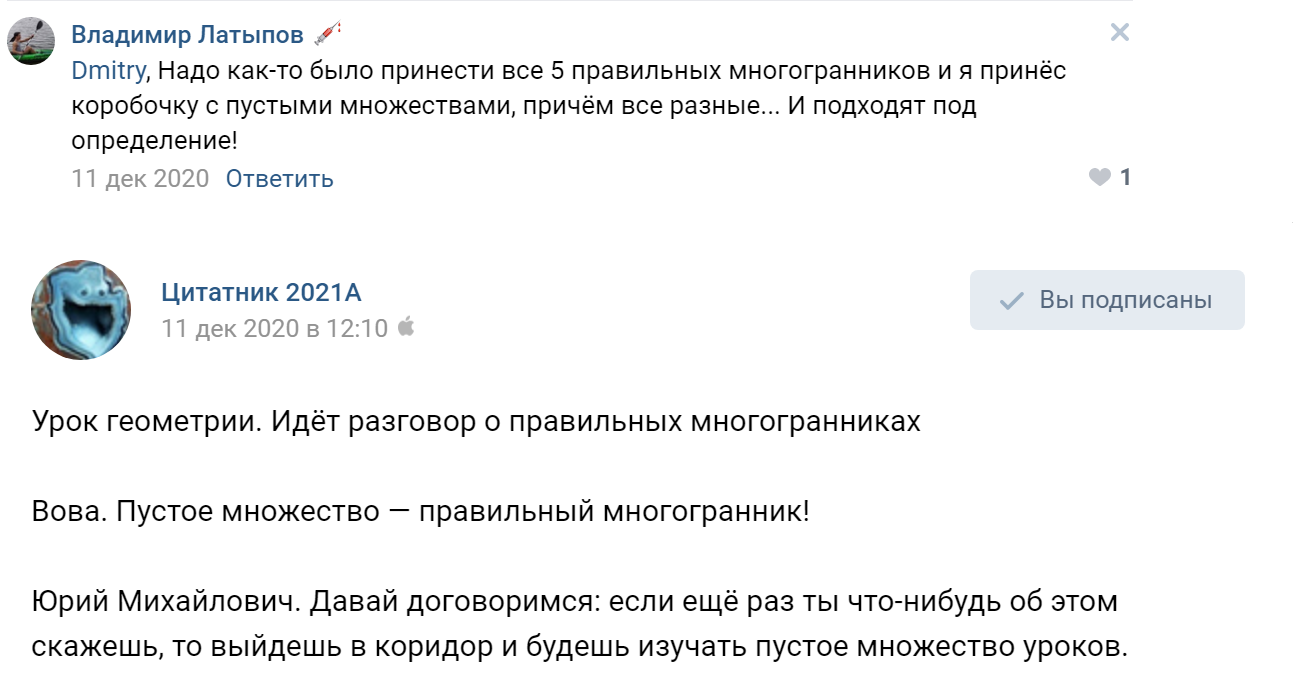 Владимир Латыпов
Dmitry, Надо как-то было принести все 5 правильных многогранников и я принёс
коробочку с пустыми множествами, причём все разные... И подходят под
определение!
11 дек 2020 Ответить
1
Цитатник 2021А
11 дек 2020 в 12:10
Вы подписаны
Урок геометрии. Идёт разговор о правильных многогранниках
Вова. Пустое множество — правильный многогранник!
Юрий Михайлович. Давай договоримся: если ещё раз ты что-нибудь об этом
скажешь, то выйдешь в коридор и будешь изучать пустое множество уроков.